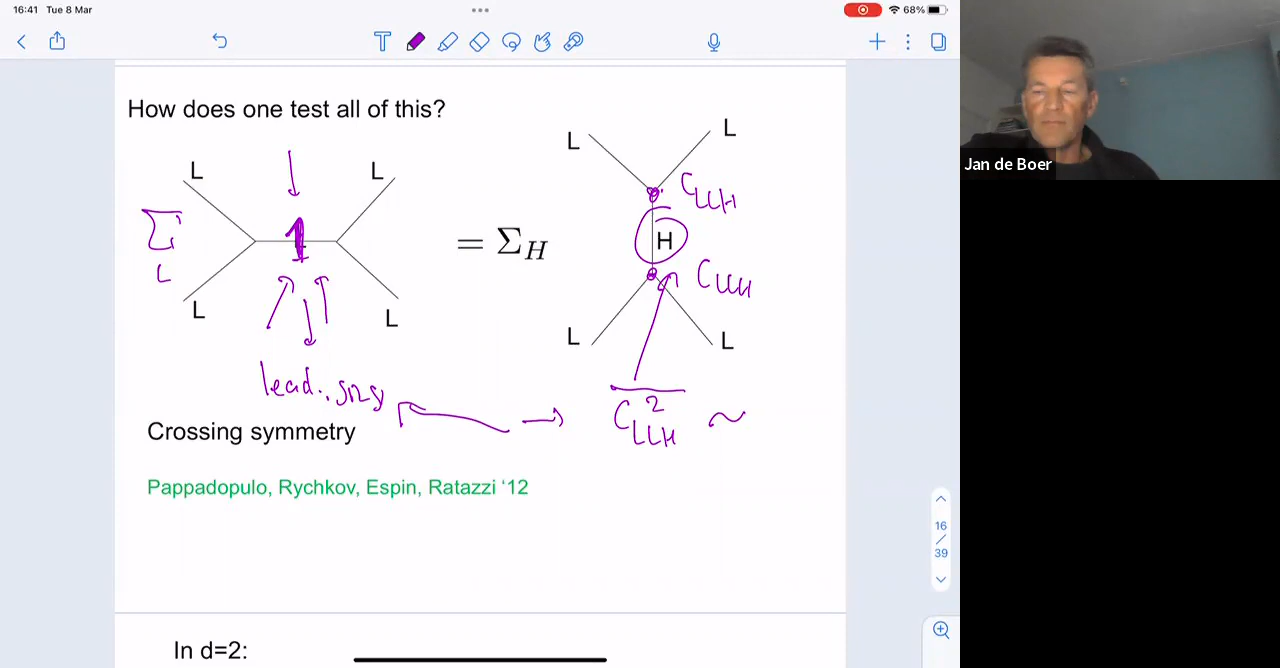 16:41 Tue 8 Mar
68%
Jan de Boer
How does one test all of this?
L L
Σ
L
1
L L
= Σ_H
L L
C_LLH
H
C_LLH
L L
lead. sing
C²_LLH ~
Crossing symmetry
Pappadopulo, Rychkov, Espin, Ratazzi ‘12
16
39
In d=2: